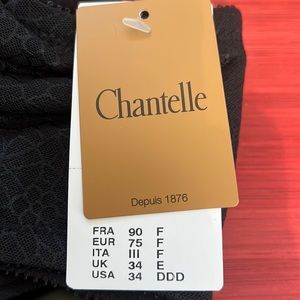 Chantelle
Depuis 1876
FRA 90 F
EUR 75 F
ITA III F
UK 34 E
USA 34 DDD